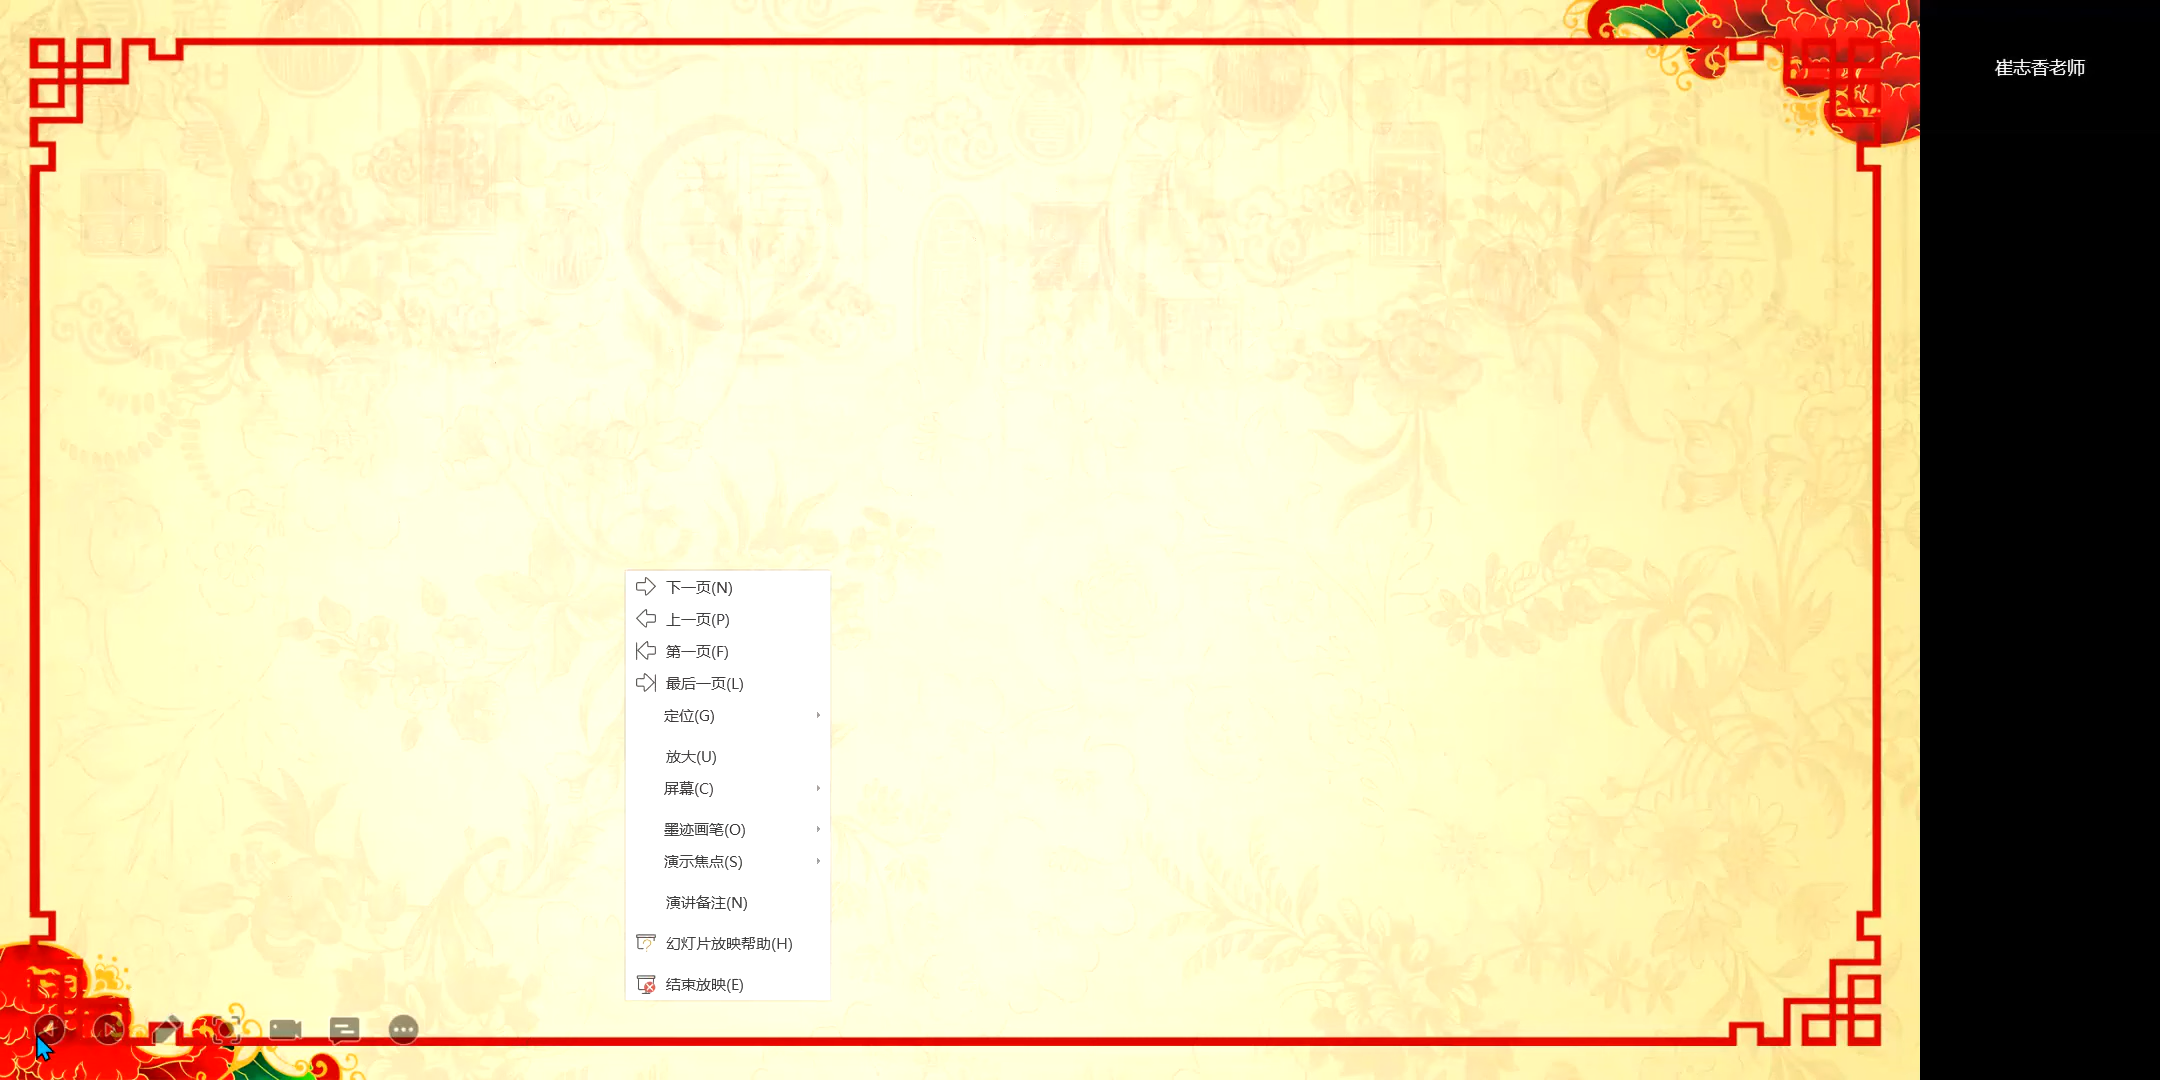 崔志香老师
下一页(N)
上一页(P)
第一页(F)
最后一页(L)
定位(G)
放大(U)
屏幕(C)
墨迹画笔(O)
演示焦点(S)
演讲备注(N)
幻灯片放映帮助(H)
结束放映(E)